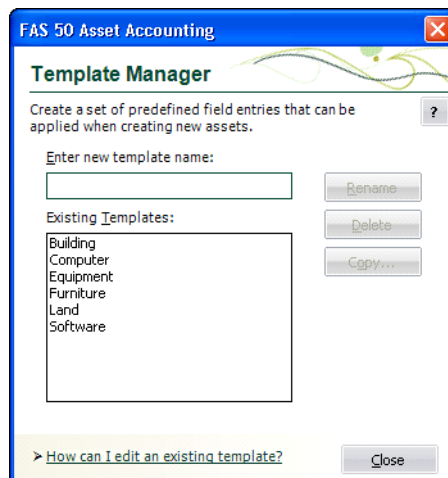 FAS 50 Asset Accounting
Template Manager
Create a set of predefined field entries that can be
applied when creating new assets.
?
Enter new template name:
Rename
Existing Templates:
Delete
Building
Computer
Equipment
Furniture
Land
Software
Copy...
How can I edit an existing template?
Close